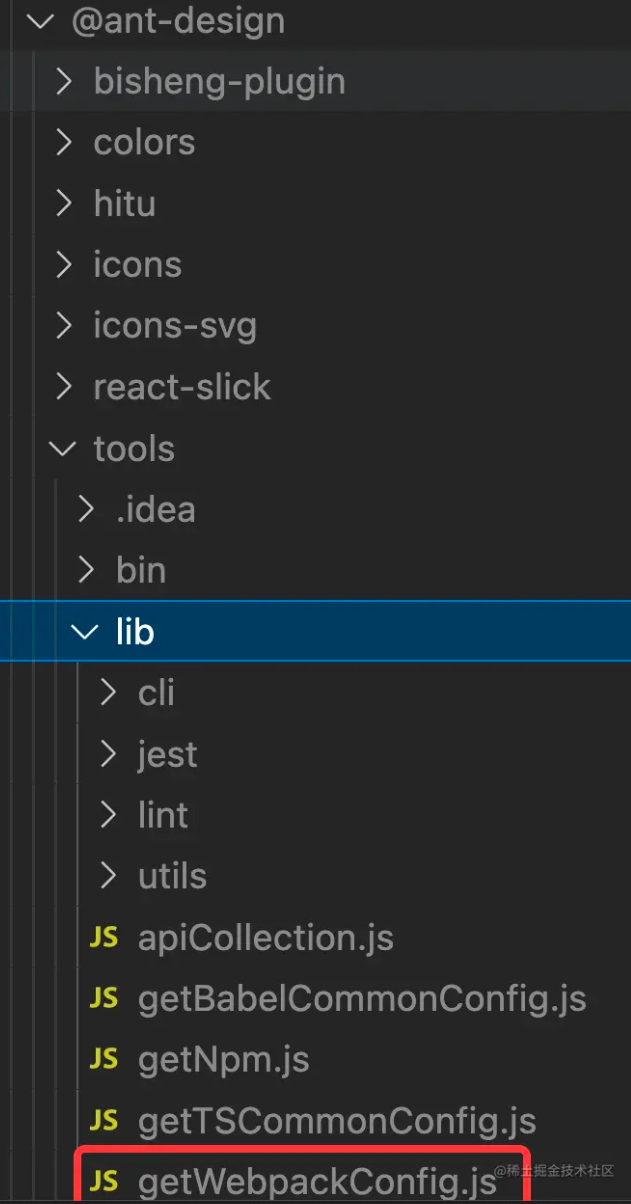 @ant-design
bisheng-plugin
colors
hitu
icons
icons-svg
react-slick
tools
.idea
bin
lib
cli
jest
lint
utils
JS apiCollection.js
JS getBabelCommonConfig.js
JS getNpm.js
JS getTSCommonConfig.js
JS getWebpackConfig.js
@稀土掘金技术社区